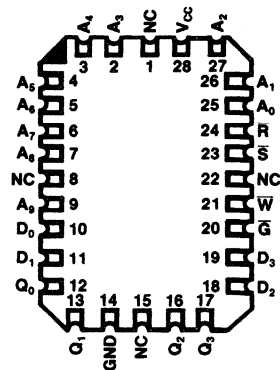 A4 A3 NC VCC A2
3 2 1 28 27
A5 4 26 A1
A6 5 25 A0
A7 6 24 R̅
A8 7 23 S̅
NC 8 22 NC
A9 9 21 W̅
D0 10 20 G̅
D1 11 19 D3
Q0 12 18 D2
13 14 15 16 17
Q1 GND NC Q2 Q3